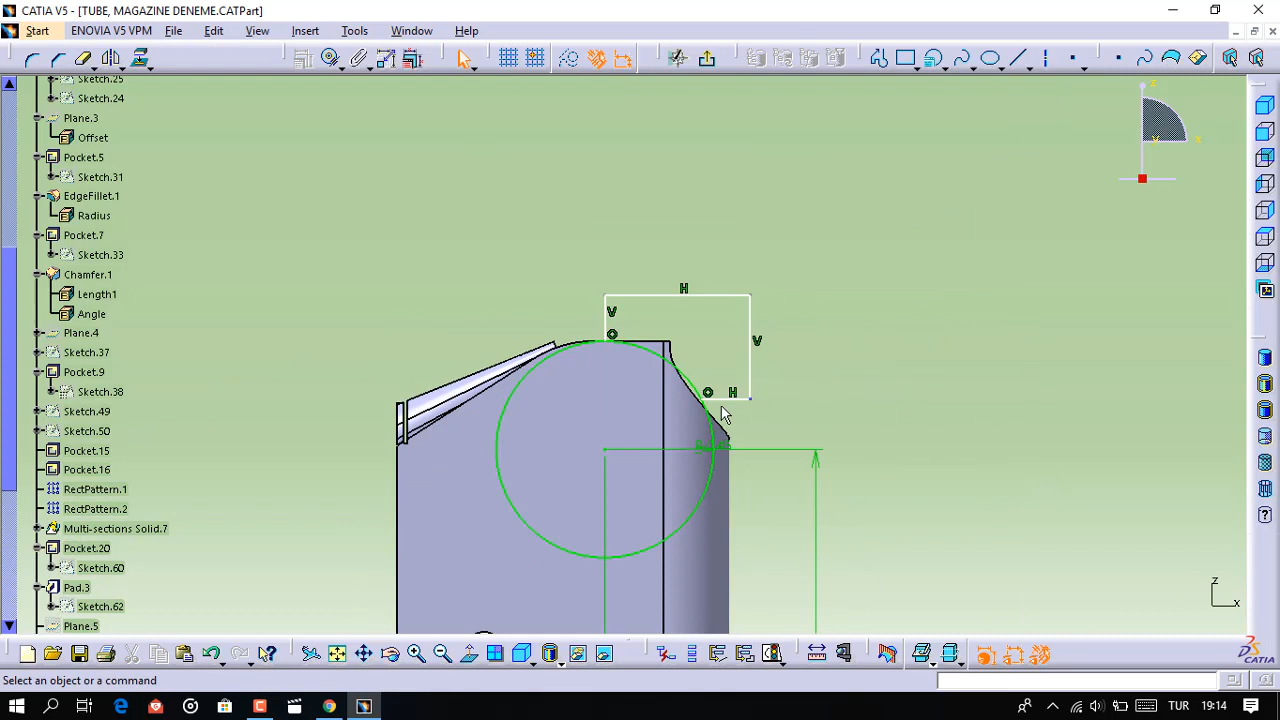 CATIA V5 - [TUBE, MAGAZINE DENEME.CATPart]
Start ENOVIA V5 VPM File Edit View Insert Tools Window Help
Sketch.25
Sketch.24
Plane.3
Offset
Pocket.5
Sketch.31
EdgeFillet.1
Radius
Pocket.7
Sketch.33
Chamfer.1
Length1
Angle
Plane.4
Sketch.37
Pocket.9
Sketch.38
Sketch.49
Sketch.50
Pocket.15
Pocket.16
RectPattern.1
RectPattern.2
Multi-sections Solid.7
Pocket.20
Sketch.60
Pad.3
Sketch.62
Plane.5
z
y x
H
V
V
H
z
x
CATIA
Select an object or a command
TUR 19:14